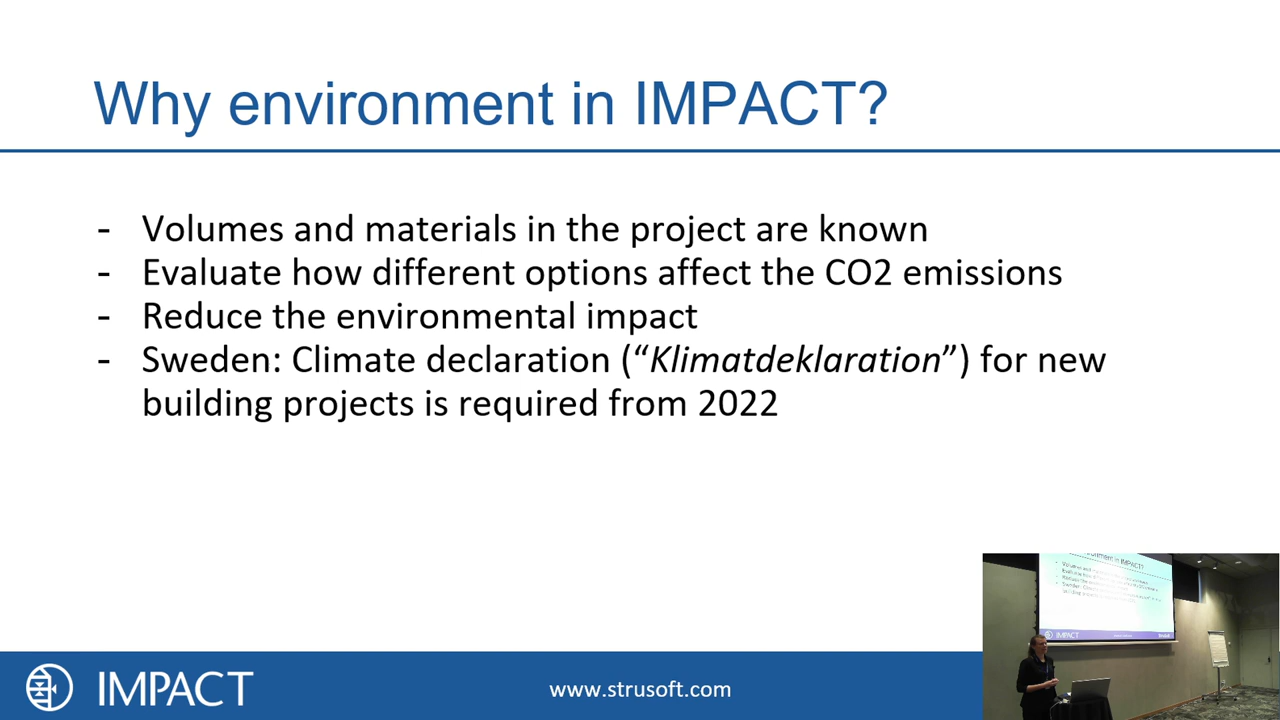 Why environment in IMPACT?
- Volumes and materials in the project are known
- Evaluate how different options affect the CO2 emissions
- Reduce the environmental impact
- Sweden: Climate declaration (“Klimatdeklaration”) for new
building projects is required from 2022
IMPACT
www.strusoft.com
IMPACT?
IMPACT